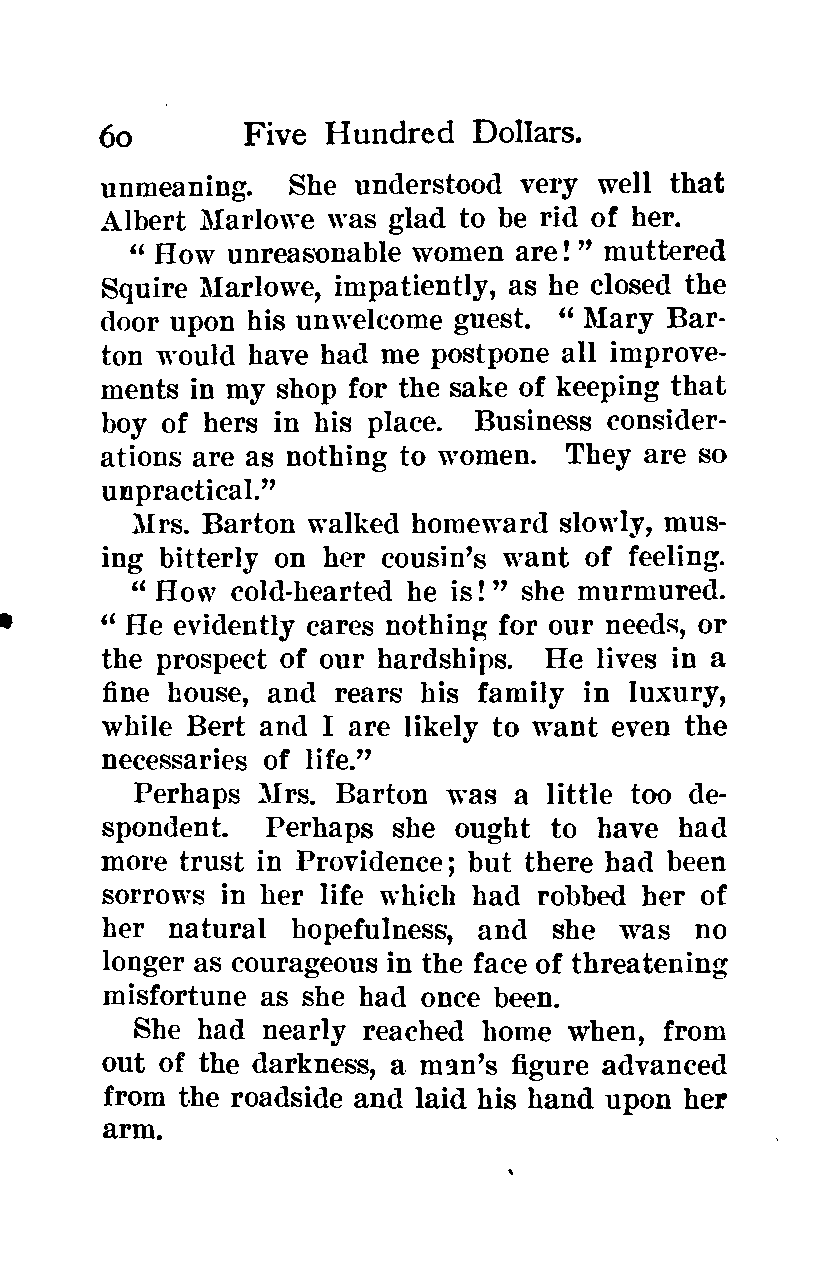 60 Five Hundred Dollars.
unmeaning. She understood very well that
Albert Marlowe was glad to be rid of her.
“ How unreasonable women are! ” muttered
Squire Marlowe, impatiently, as he closed the
door upon his unwelcome guest. “ Mary Bar-
ton would have had me postpone all improve-
ments in my shop for the sake of keeping that
boy of hers in his place. Business consider-
ations are as nothing to women. They are so
unpractical.”
Mrs. Barton walked homeward slowly, mus-
ing bitterly on her cousin’s want of feeling.
“ How cold-hearted he is! ” she murmured.
“ He evidently cares nothing for our needs, or
the prospect of our hardships. He lives in a
fine house, and rears his family in luxury,
while Bert and I are likely to want even the
necessaries of life.”
Perhaps Mrs. Barton was a little too de-
spondent. Perhaps she ought to have had
more trust in Providence; but there had been
sorrows in her life which had robbed her of
her natural hopefulness, and she was no
longer as courageous in the face of threatening
misfortune as she had once been.
She had nearly reached home when, from
out of the darkness, a man’s figure advanced
from the roadside and laid his hand upon her
arm.